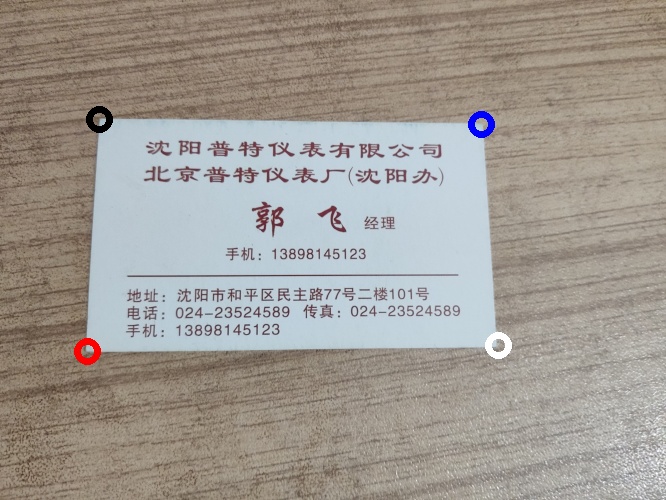 沈阳普特仪表有限公司
北京普特仪表厂(沈阳办)
郭 飞 经理
手机：13898145123
地址：沈阳市和平区民主路77号二楼101号
电话：024-23524589 传真：024-23524589
手机：13898145123